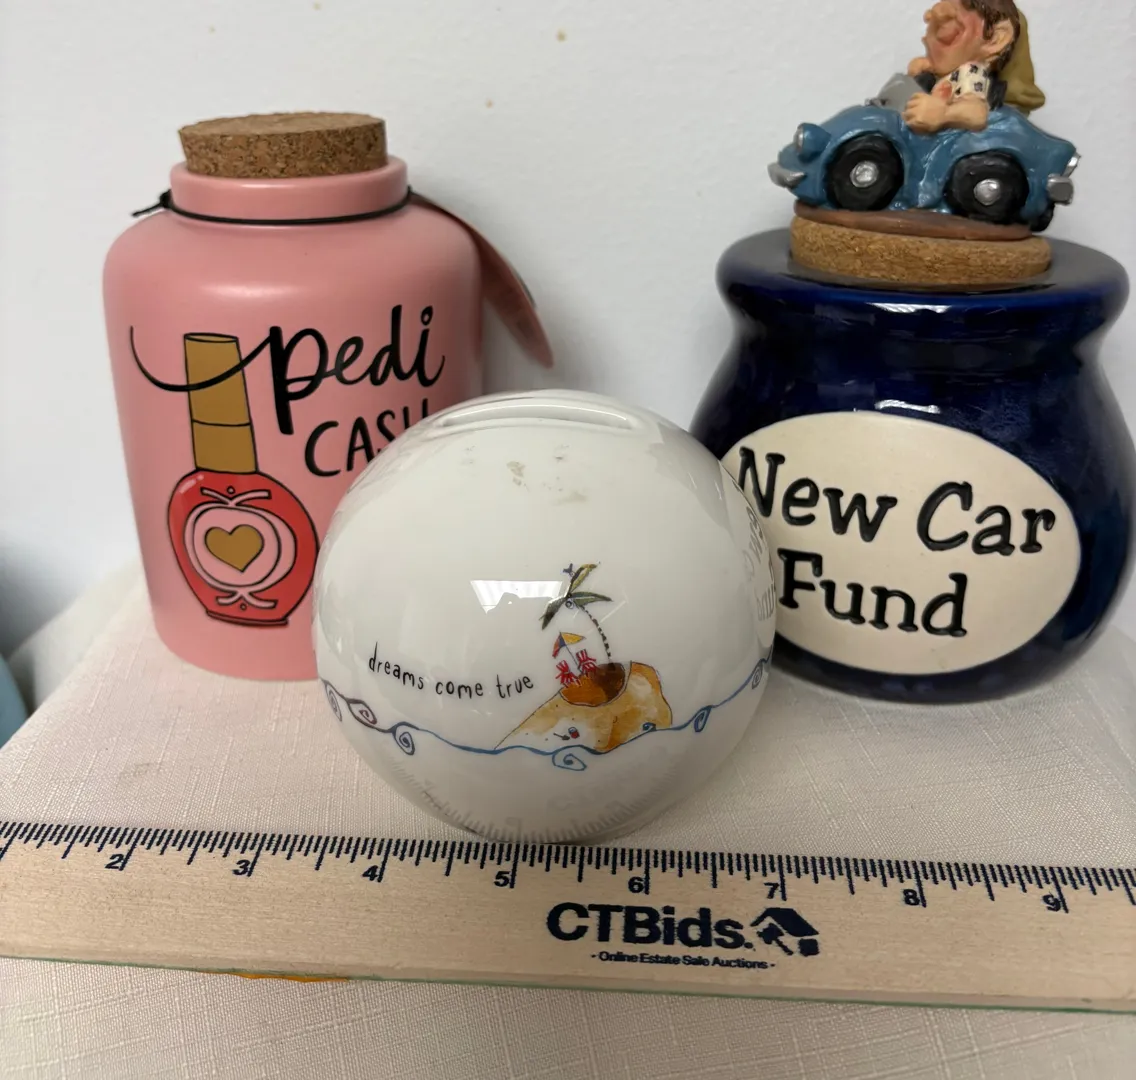 pedi
CASH
New Car
Fund
dreams come true
2 3 4 5 6 7 8 9
CTBids.
- Online Estate Sale Auctions -